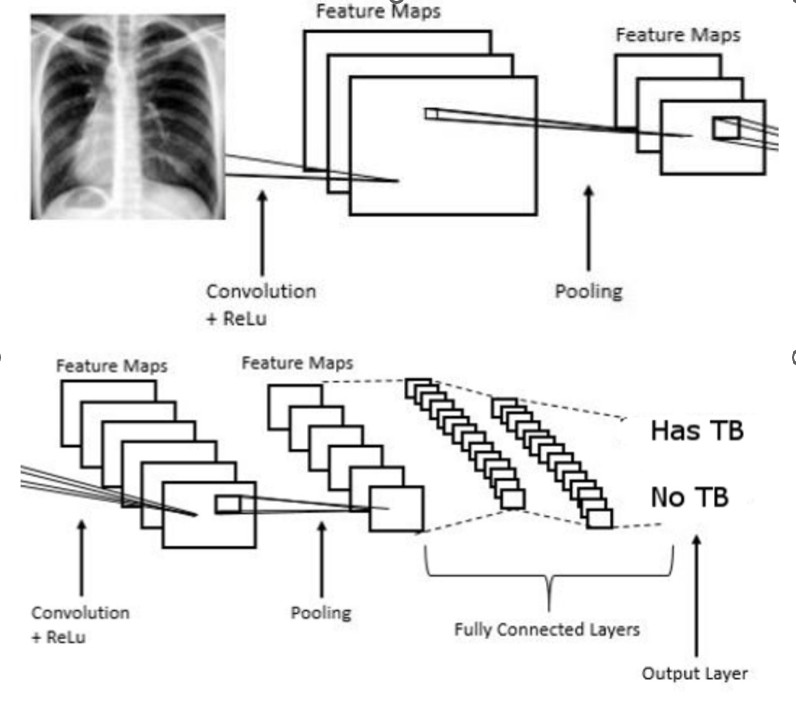 Feature Maps
Feature Maps
Convolution
+ ReLu
Pooling
Feature Maps
Feature Maps
Has TB
No TB
Convolution
+ ReLu
Pooling
Fully Connected Layers
Output Layer